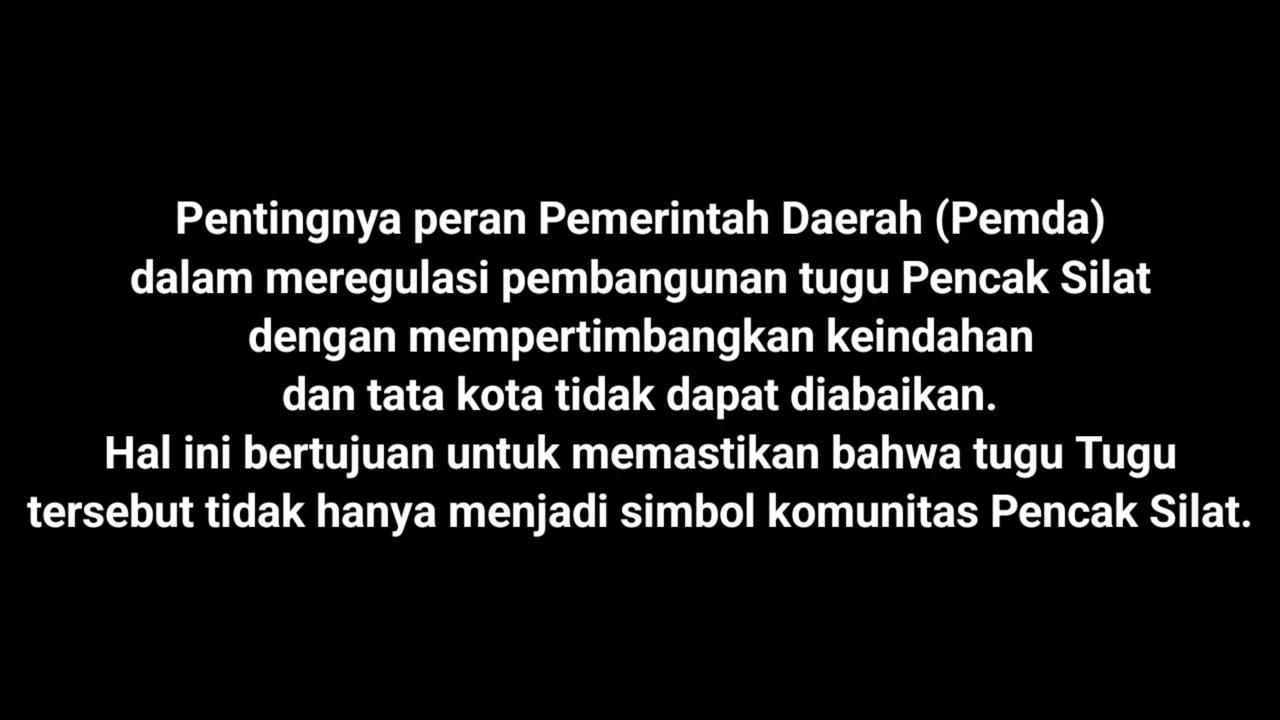 Pentingnya peran Pemerintah Daerah (Pemda)
dalam meregulasi pembangunan tugu Pencak Silat
dengan mempertimbangkan keindahan
dan tata kota tidak dapat diabaikan.
Hal ini bertujuan untuk memastikan bahwa tugu Tugu
tersebut tidak hanya menjadi simbol komunitas Pencak Silat.